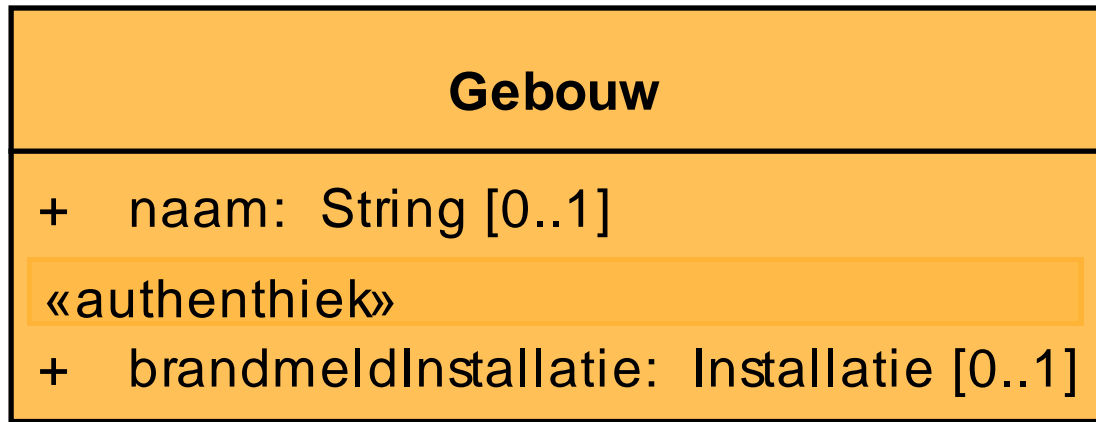 Gebouw
+ naam: String [0..1]
«authenthiek»
+ brandmeldInstallatie: Installatie [0..1]